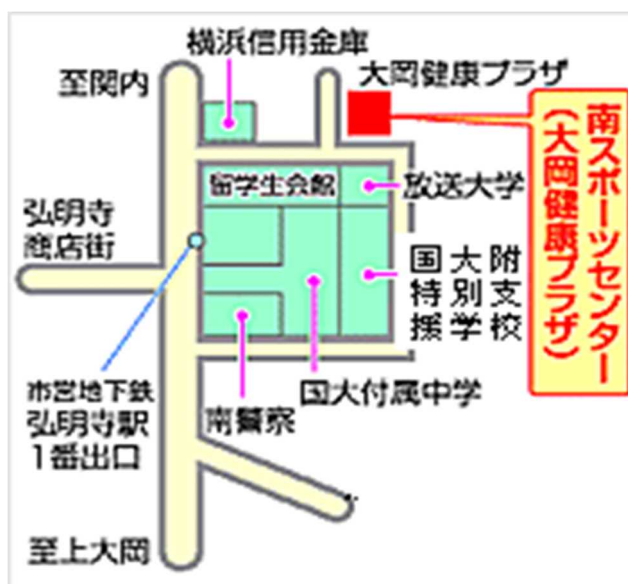 横浜信用金庫
至関内
大岡健康プラザ
南スポーツセンター
（大岡健康プラザ）
留学生会館
放送大学
弘明寺
商店街
国大附
特別支
援学校
市営地下鉄
弘明寺駅
1番出口
南警察
国大付属中学
至上大岡